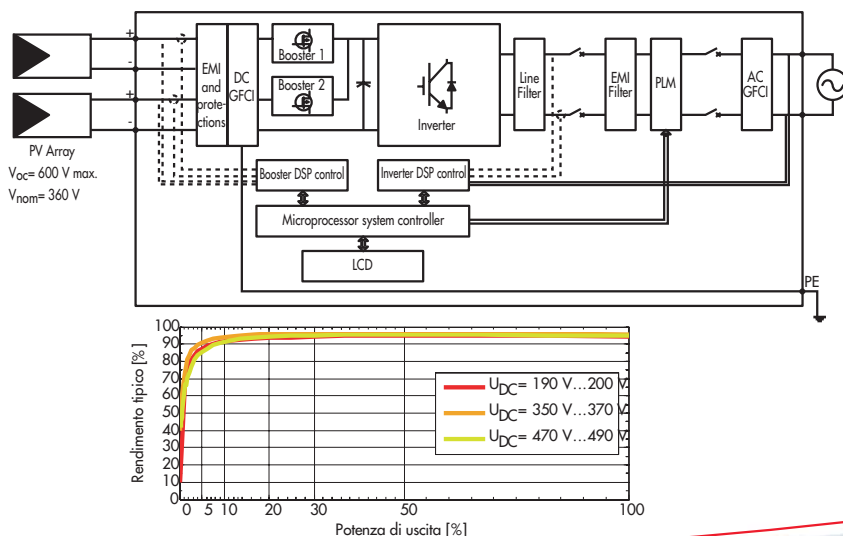 +
-
+
-
PV Array
Voc= 600 V max.
Vnom= 360 V
EMI
and
prote-
ctions
DC
GFCI
Booster 1
Booster 2
Inverter
Line
Filter
EMI
Filter
PLM
AC
GFCI
Booster DSP control
Inverter DSP control
Microprocessor system controller
LCD
PE
Rendimento tipico [%]
100
90
80
70
60
50
40
30
20
10
0
UDC= 190 V...200 V
UDC= 350 V...370 V
UDC= 470 V...490 V
0 5 10 20 30 50 100
Potenza di uscita [%]